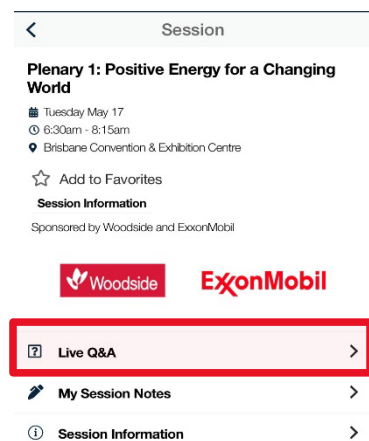 Session
Plenary 1: Positive Energy for a Changing
World
Tuesday May 17
6:30am - 8:15am
Brisbane Convention & Exhibition Centre
Add to Favorites
Session Information
Sponsored by Woodside and ExxonMobil
Woodside ExxonMobil
Live Q&A
My Session Notes
Session Information